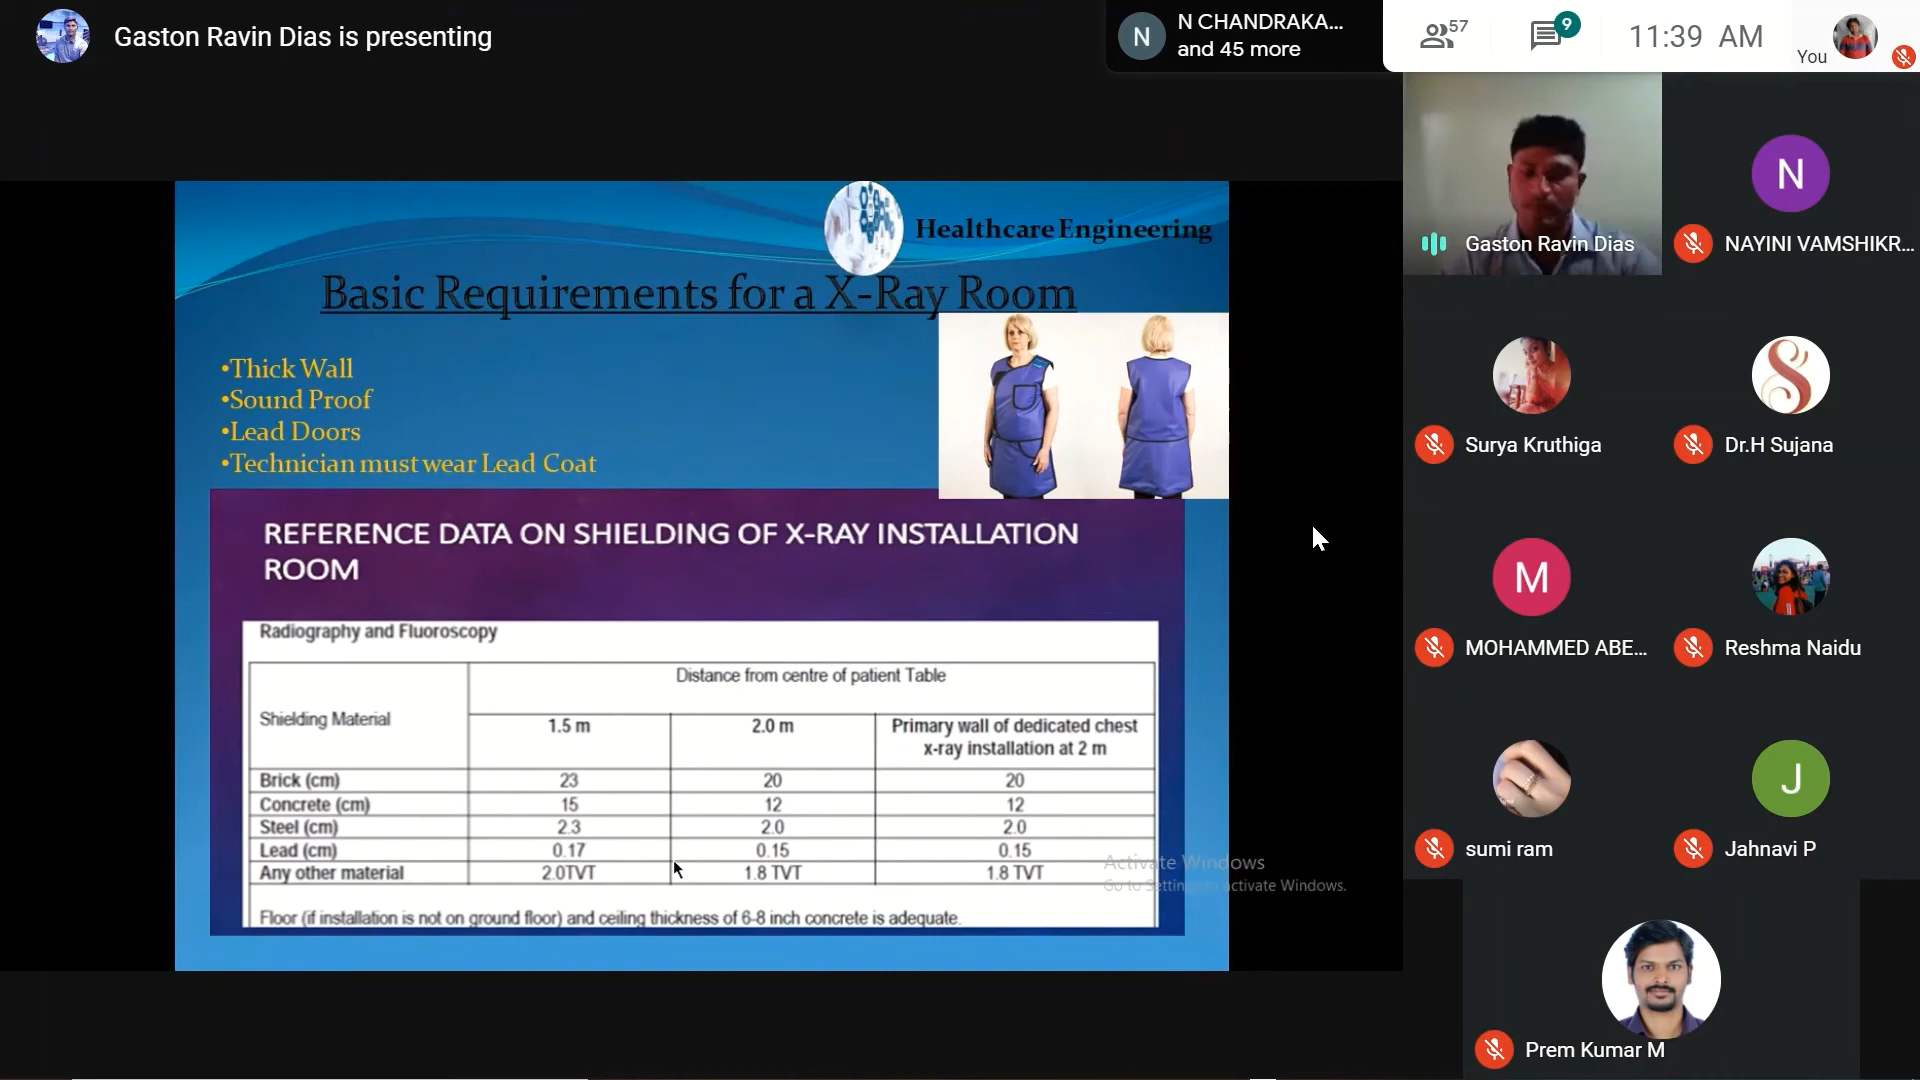 Gaston Ravin Dias is presenting
N
N CHANDRAKA...
and 45 more
57
9
11:39 AM
You
Healthcare Engineering
Basic Requirements for a X-Ray Room
•Thick Wall
•Sound Proof
•Lead Doors
•Technician must wear Lead Coat
REFERENCE DATA ON SHIELDING OF X-RAY INSTALLATION
ROOM
Radiography and Fluoroscopy
Distance from centre of patient Table
Shielding Material
1.5 m 2.0 m Primary wall of dedicated chest
x-ray installation at 2 m
Brick (cm) 23 20 20
Concrete (cm) 15 12 12
Steel (cm) 2.3 2.0 2.0
Lead (cm) 0.17 0.15 0.15
Any other material 2.0TVT 1.8 TVT 1.8 TVT
Floor (if installation is not on ground floor) and ceiling thickness of 6-8 inch concrete is adequate.
Activate Windows
Go to Settings to activate Windows.
Gaston Ravin Dias
N
NAYINI VAMSHIKR...
Surya Kruthiga
S
Dr.H Sujana
M
MOHAMMED ABE...
Reshma Naidu
sumi ram
J
Jahnavi P
Prem Kumar M